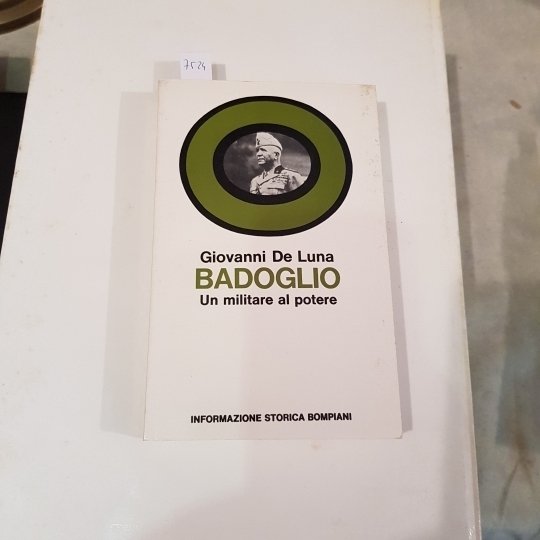 7524
Giovanni De Luna
BADOGLIO
Un militare al potere
INFORMAZIONE STORICA BOMPIANI